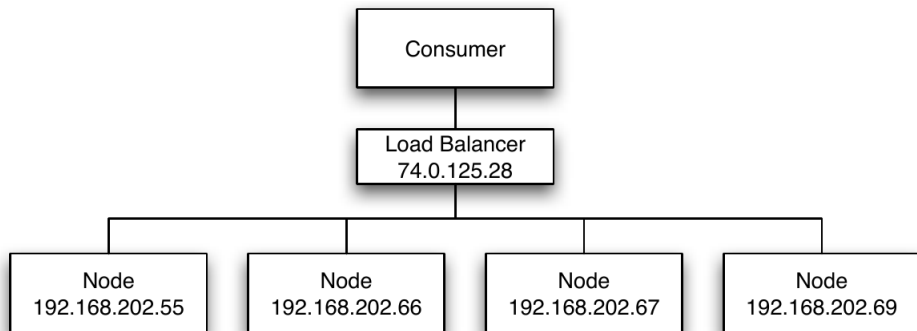 Consumer
Load Balancer
74.0.125.28
Node
192.168.202.55
Node
192.168.202.66
Node
192.168.202.67
Node
192.168.202.69